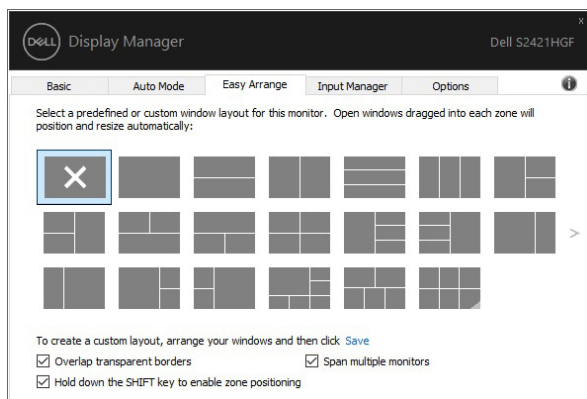 x
DELL Display Manager
Dell S2421HGF
Basic
Auto Mode
Easy Arrange
Input Manager
Options
i
Select a predefined or custom window layout for this monitor. Open windows dragged into each zone will
position and resize automatically:
>
To create a custom layout, arrange your windows and then click Save
Overlap transparent borders
Span multiple monitors
Hold down the SHIFT key to enable zone positioning